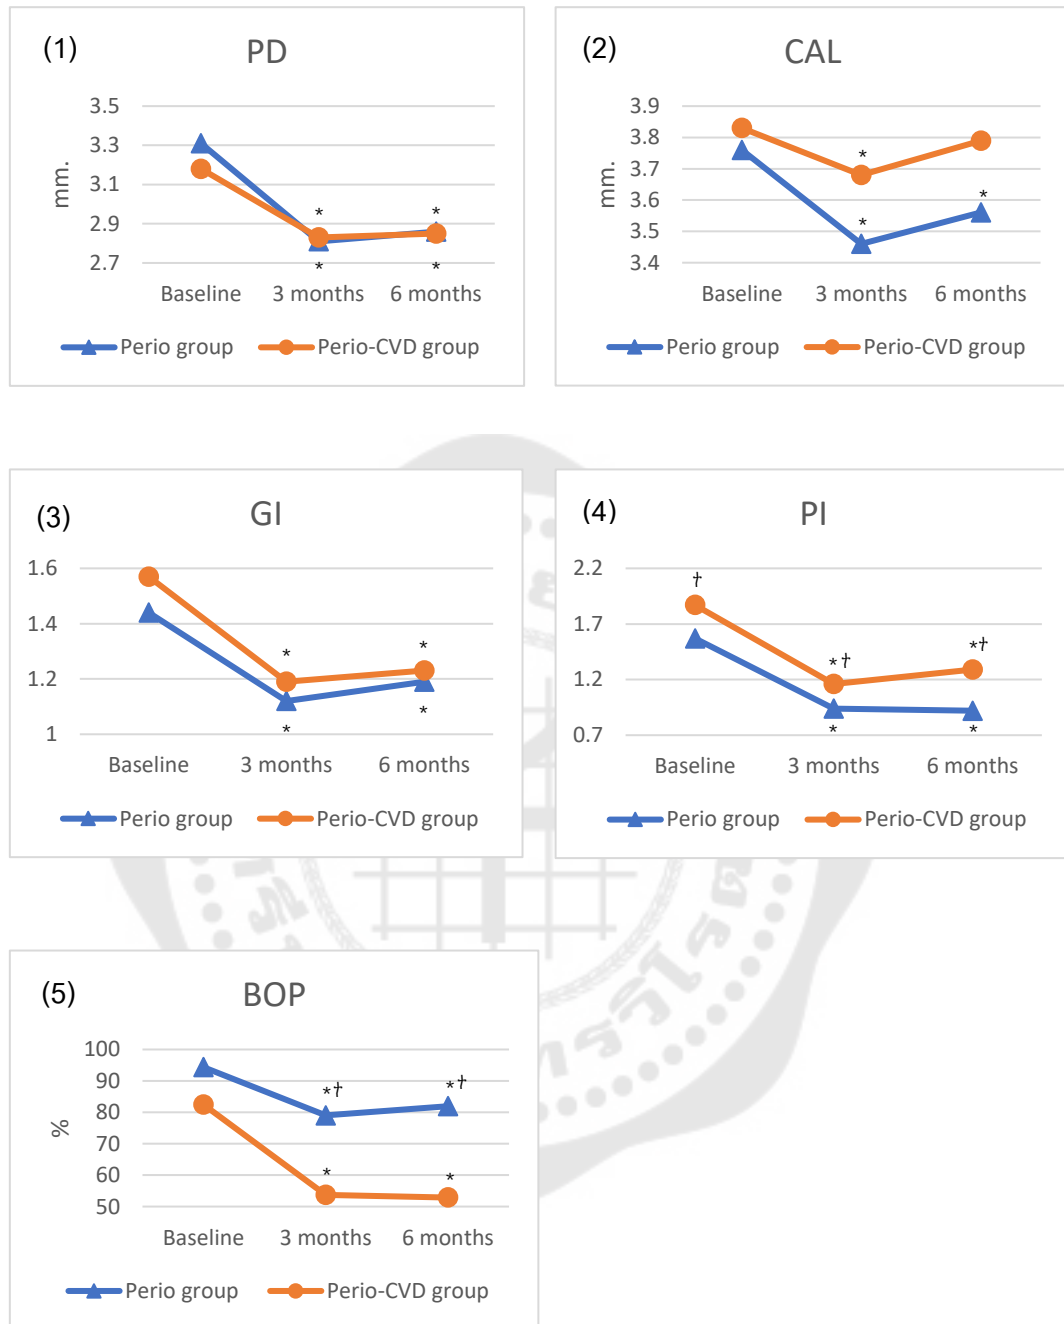 (1) PD
3.5
3.3
3.1
2.9
2.7
mm.
* *
* *
Baseline 3 months 6 months
Perio group Perio-CVD group
(2) CAL
3.9
3.8
3.7
3.6
3.5
3.4
mm.
*
* *
Baseline 3 months 6 months
Perio group Perio-CVD group
(3) GI
1.6
1.4
1.2
1
* *
* *
Baseline 3 months 6 months
Perio group Perio-CVD group
(4) PI
2.2
1.7
1.2
0.7
† *† *†
* *
Baseline 3 months 6 months
Perio group Perio-CVD group
(5) BOP
100
90
80
70
60
50
%
*† *†
* *
Baseline 3 months 6 months
Perio group Perio-CVD group